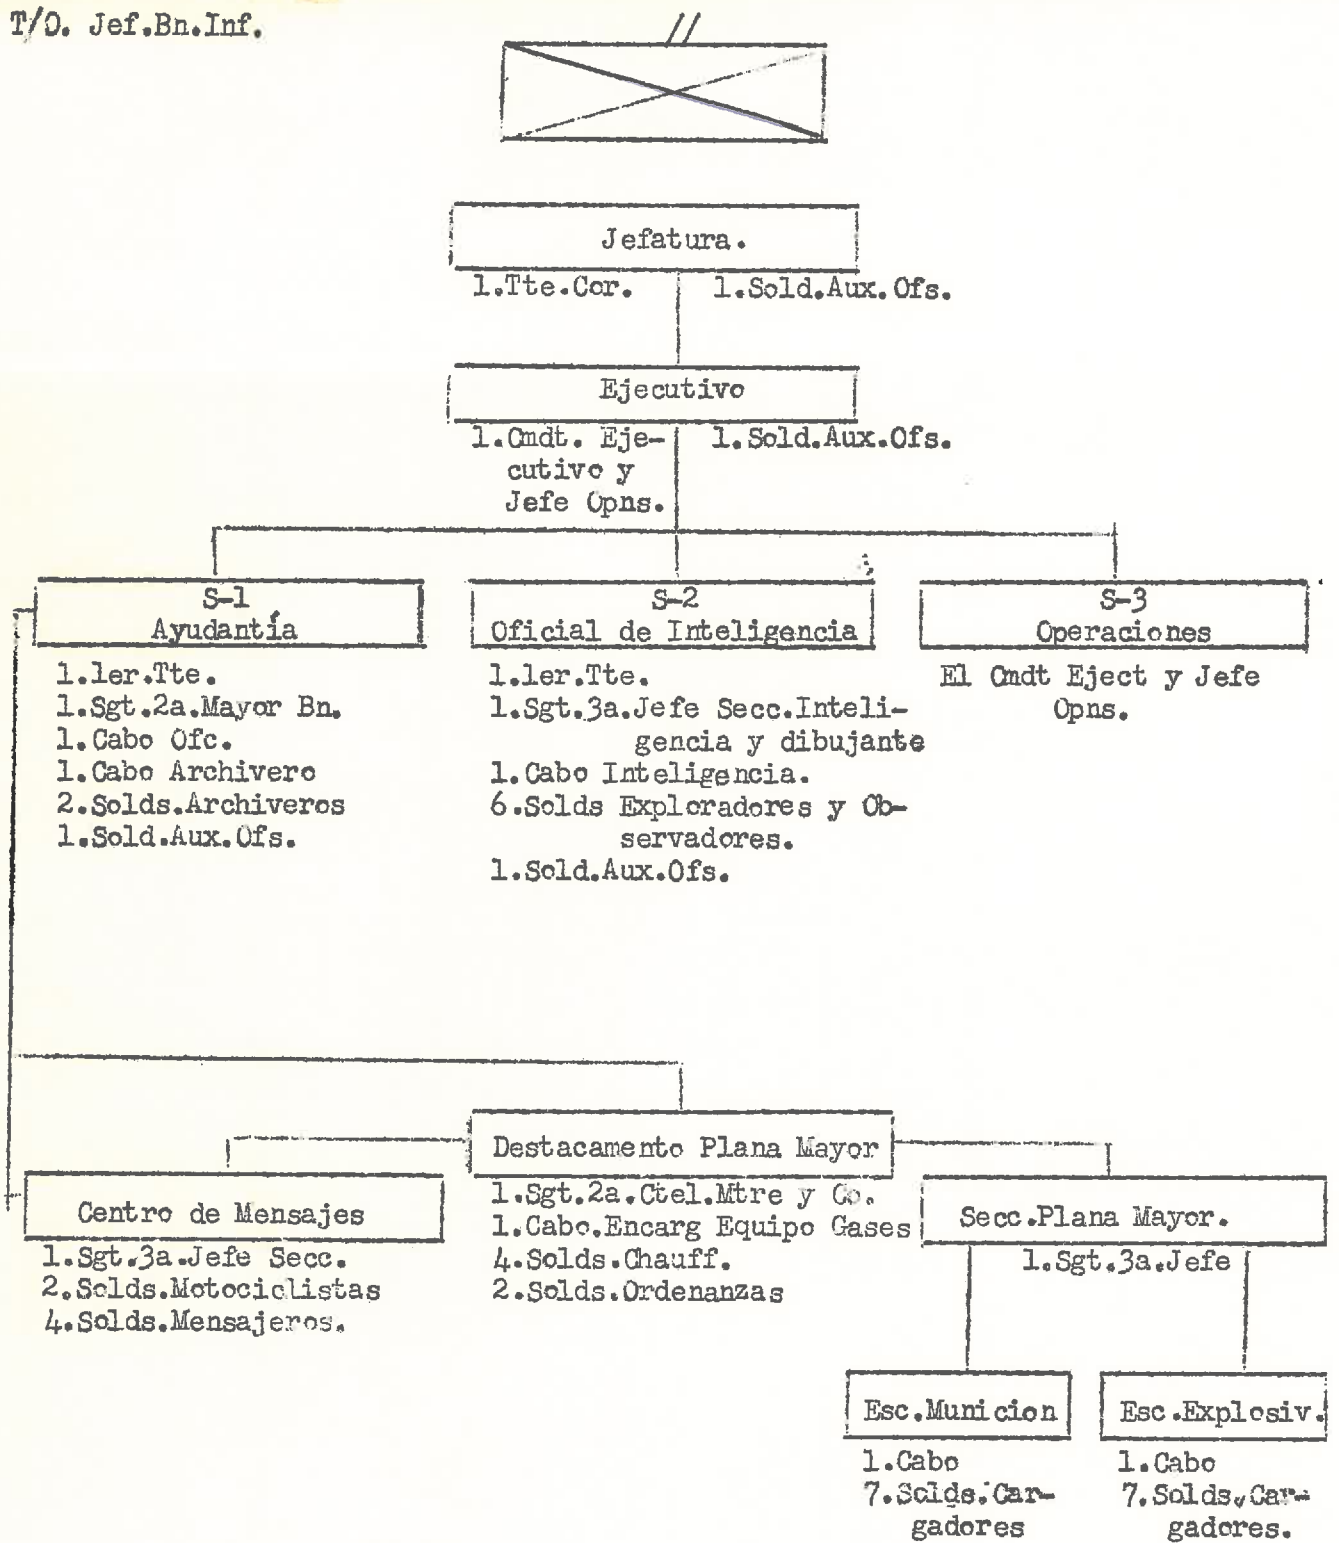 T/O. Jef.Bn.Inf.
//
Jefatura.
1.Tte.Cor.
1.Sold.Aux.Ofs.
Ejecutivo
1.Cmdt. Eje-
cutivo y
Jefe Opns.
1.Sold.Aux.Ofs.
S-1
Ayudantía
1.1er.Tte.
1.Sgt.2a.Mayor Bn.
1.Cabo Ofc.
1.Cabo Archivero
2.Solds.Archiveros
1.Sold.Aux.Ofs.
S-2
Oficial de Inteligencia
1.1er.Tte.
1.Sgt.3a.Jefe Secc.Inteli-
gencia y dibujante
1.Cabo Inteligencia.
6.Solds Exploradores y Ob-
servadores.
1.Sold.Aux.Ofs.
S-3
Operaciones
El Cmdt Eject y Jefe
Opns.
Destacamento Plana Mayor
1.Sgt.2a.Ctel.Mtre y Co.
1.Cabo.Encarg Equipo Gases
4.Solds.Chauff.
2.Solds.Ordenanzas
Centro de Mensajes
1.Sgt.3a.Jefe Secc.
2.Solds.Motociclistas
4.Solds.Mensajeros.
Secc.Plana Mayor.
1.Sgt.3a.Jefe
Esc.Municion
1.Cabo
7.Solds.Car-
gadores
Esc.Explosiv.
1.Cabo
7.Solds.Car-
gadores.